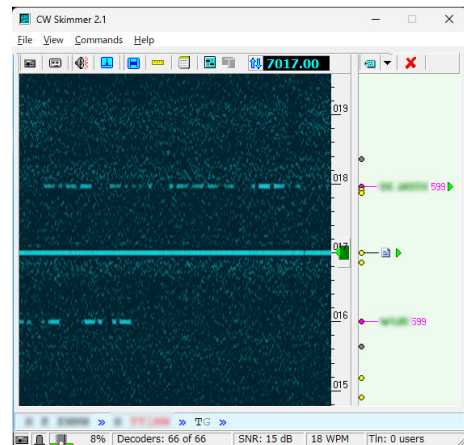 CW Skimmer 2.1
File View Commands Help
7017.00
019
018
599
017
016
599
015
» » TG »
8% Decoders: 66 of 66 SNR: 15 dB 18 WPM Tln: 0 users